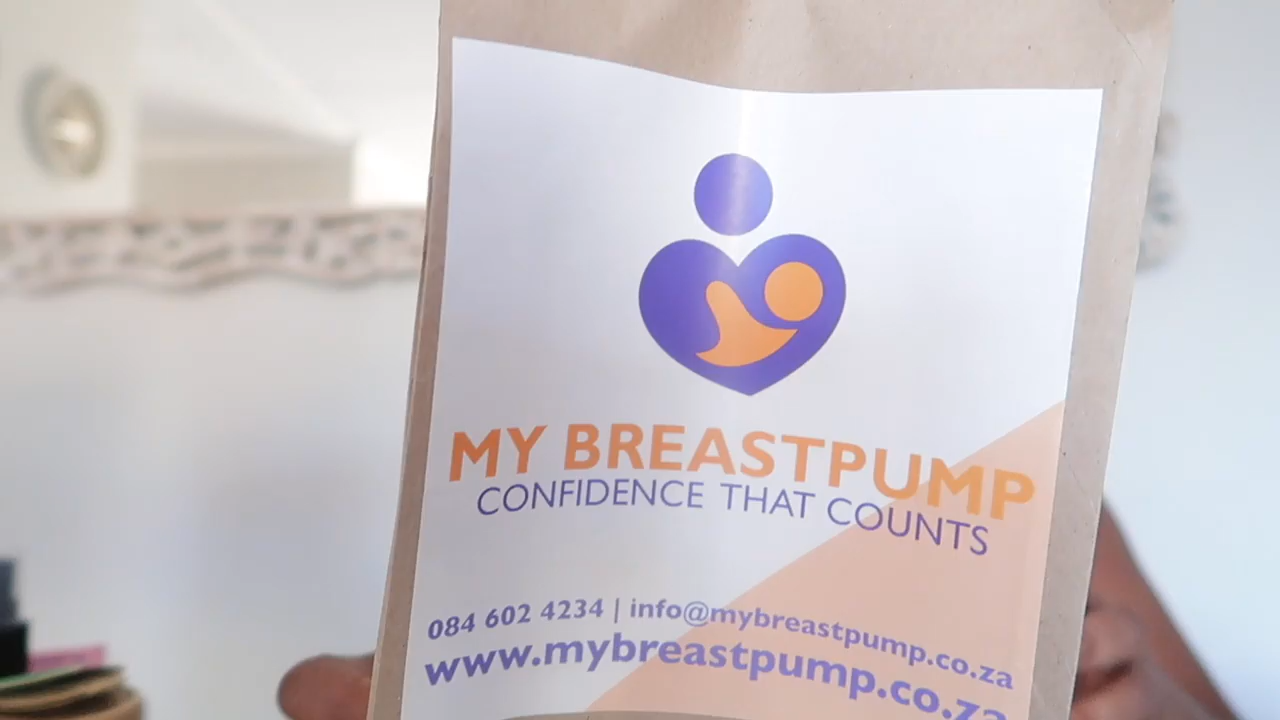 MY BREASTPUMP
CONFIDENCE THAT COUNTS
084 602 4234 | info@mybreastpump.co.za
www.mybreastpump.co.za